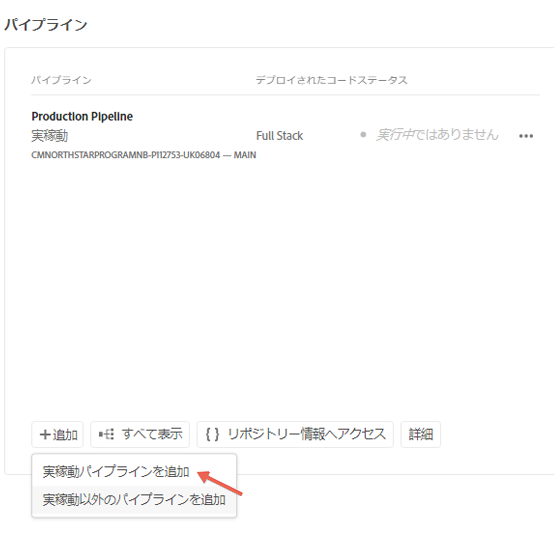 パイプライン
パイプライン デプロイされたコードステータス
Production Pipeline
実稼動 Full Stack 実行中ではありません
CMNORTHSTARPROGRAMNB-P112753-UK06804 — MAIN
追加 すべて表示 リポジトリー情報へアクセス 詳細
実稼動パイプラインを追加
実稼動以外のパイプラインを追加